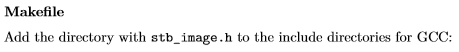 Makefile
Add the directory with stb_image.h to the include directories for GCC: